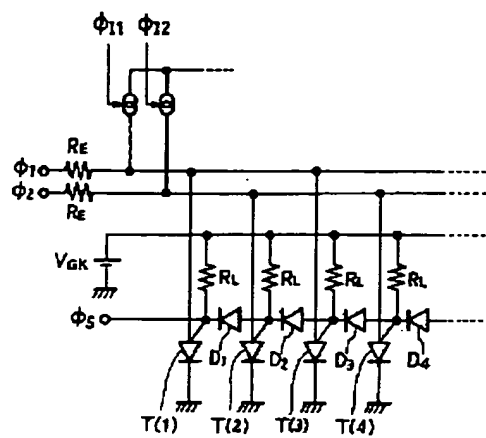 ΦI1 ΦI2
RE
Φ1
Φ2
RE
VGK
RL RL RL RL
ΦS
D1 D2 D3 D4
T(1) T(2) T(3) T(4)